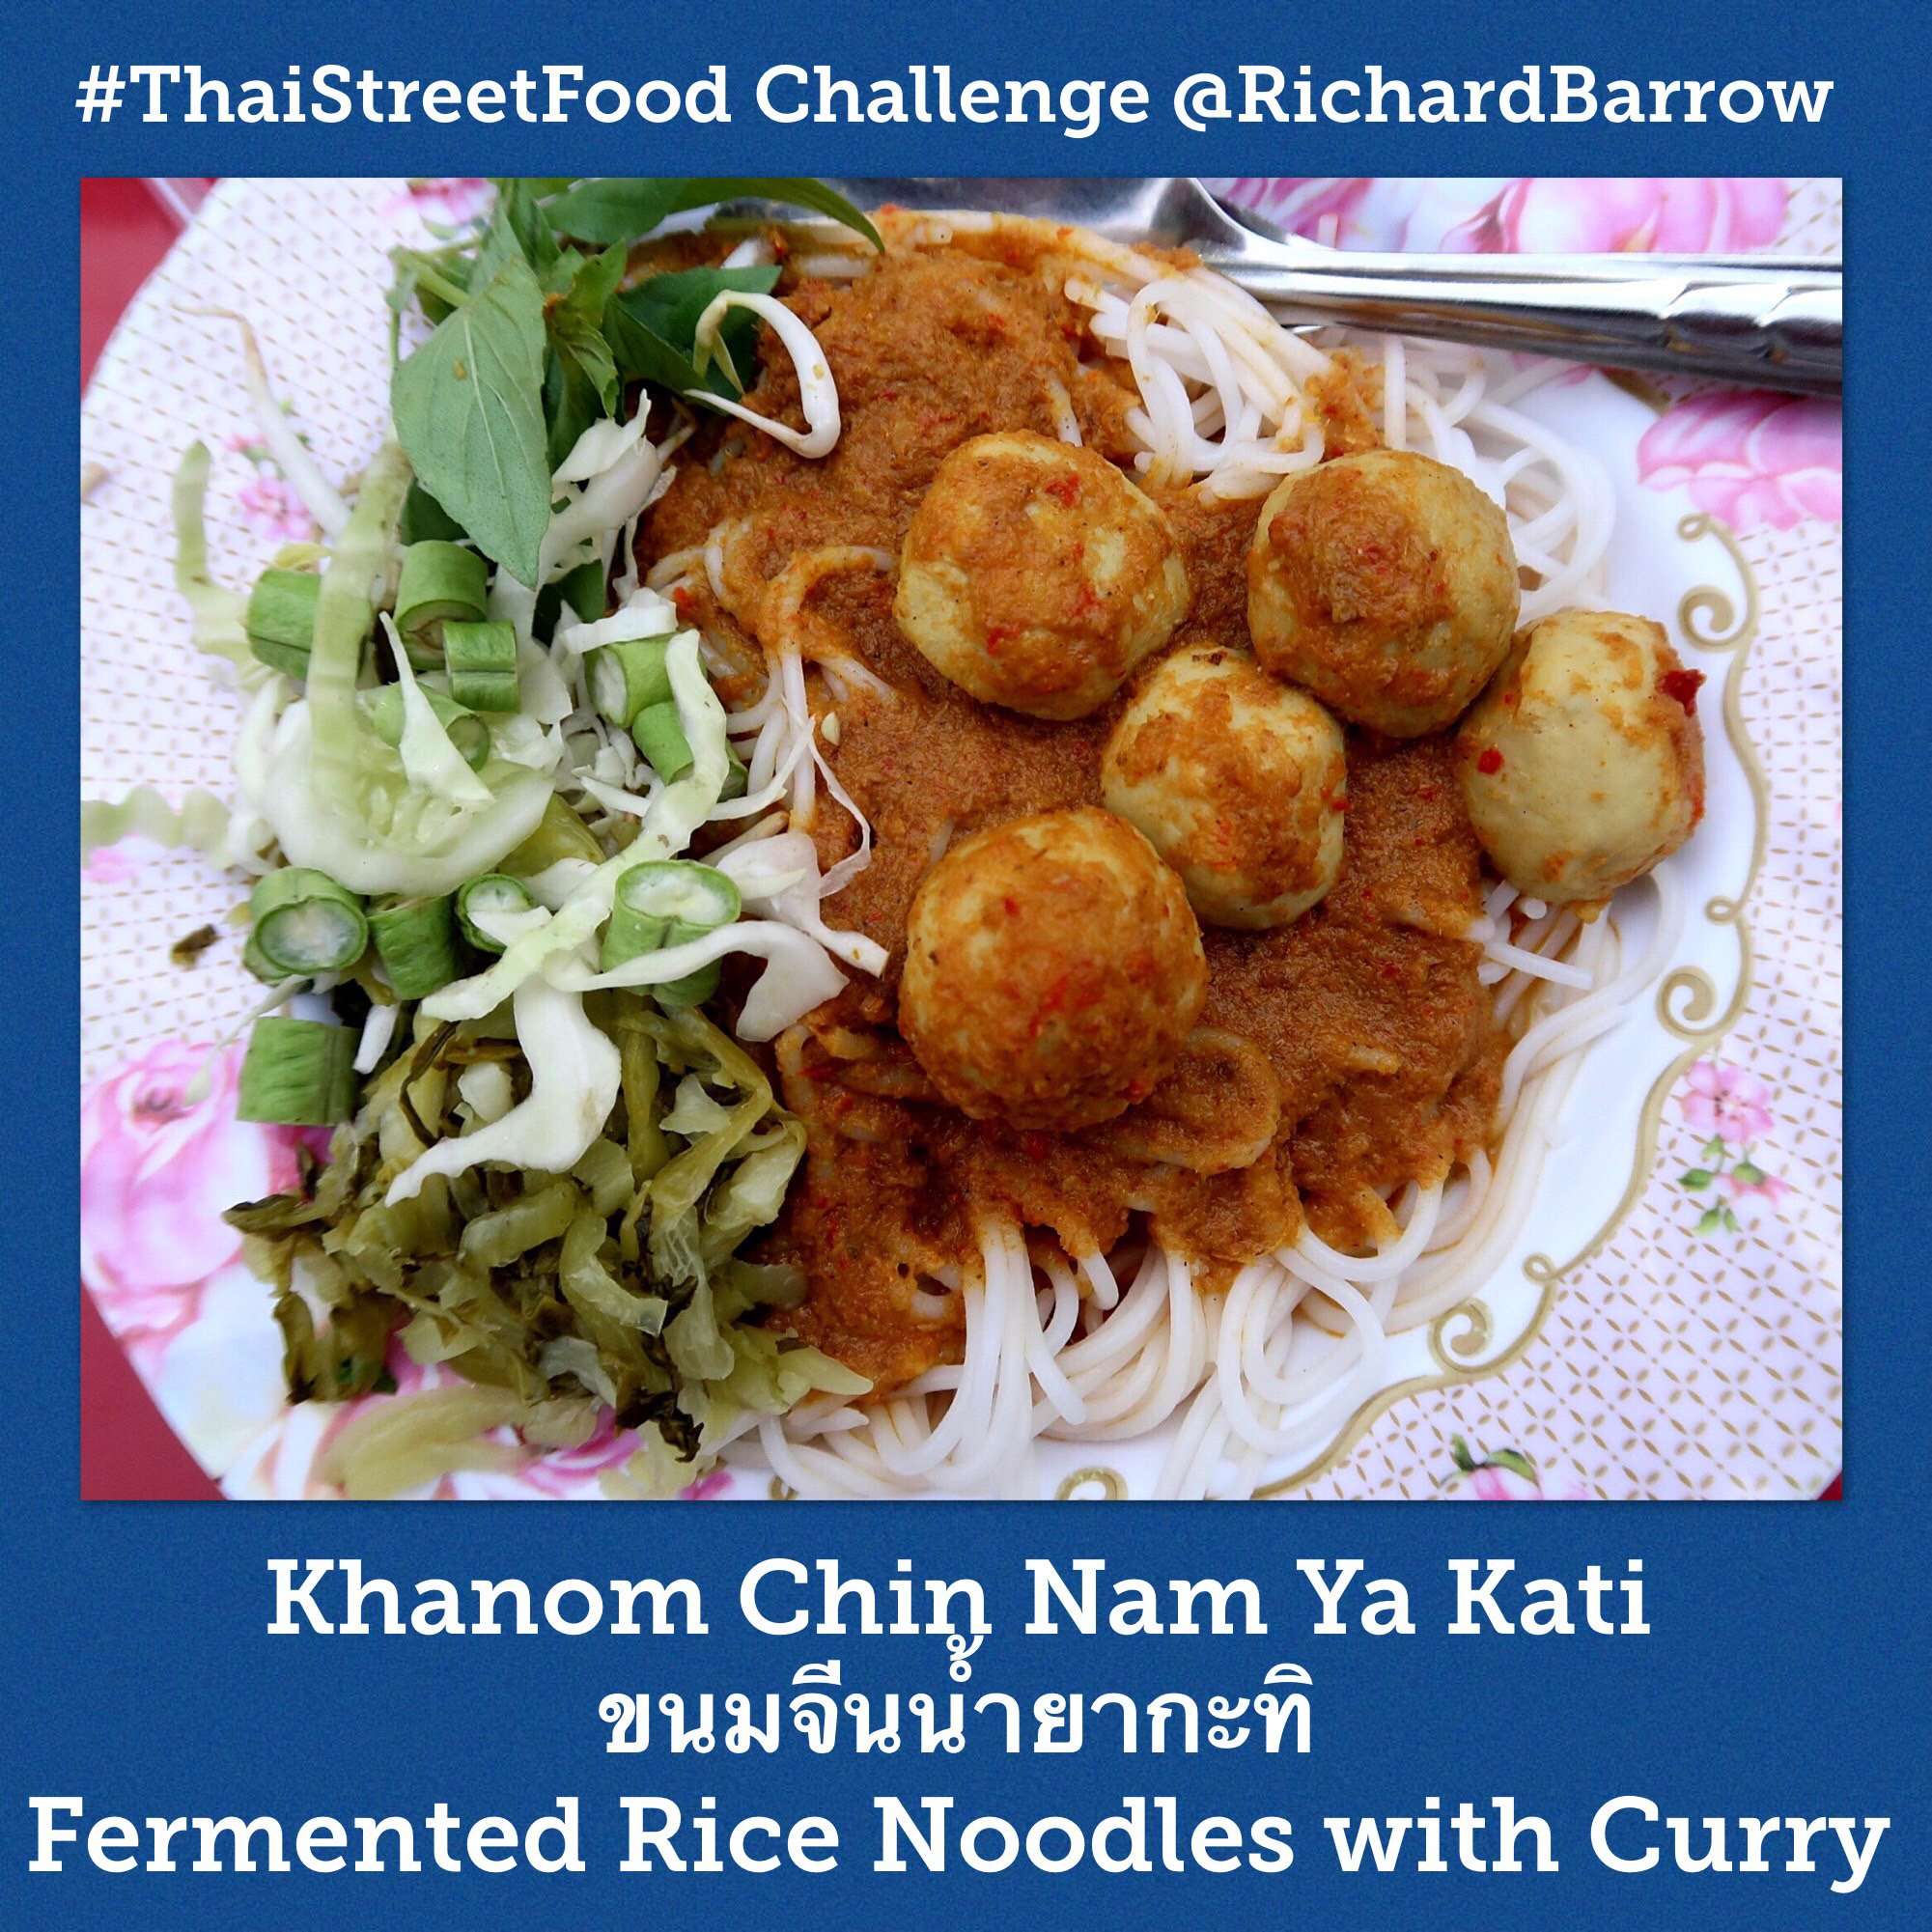 #ThaiStreetFood Challenge @RichardBarrow
Khanom Chin Nam Ya Kati
ขนมจีนน้ำยากะทิ
Fermented Rice Noodles with Curry